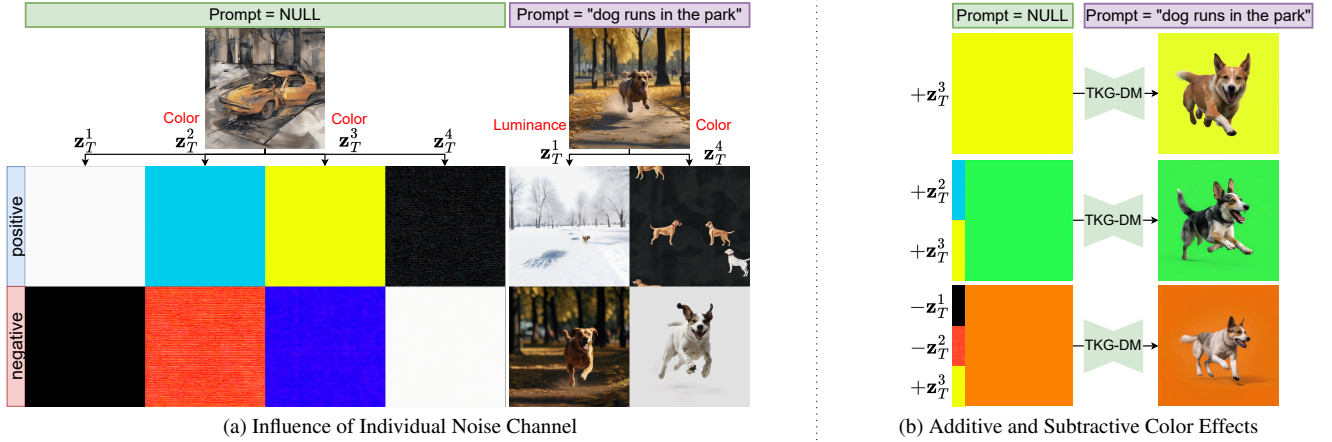 Prompt = NULL
Prompt = "dog runs in the park"
Color
Color
Luminance
Color
z_T^1
z_T^2
z_T^3
z_T^4
z_T^1
z_T^4
positive
negative
(a) Influence of Individual Noise Channel
Prompt = NULL
Prompt = "dog runs in the park"
+z_T^3
TKG-DM
+z_T^2
+z_T^3
TKG-DM
−z_T^1
−z_T^2
+z_T^3
TKG-DM
(b) Additive and Subtractive Color Effects